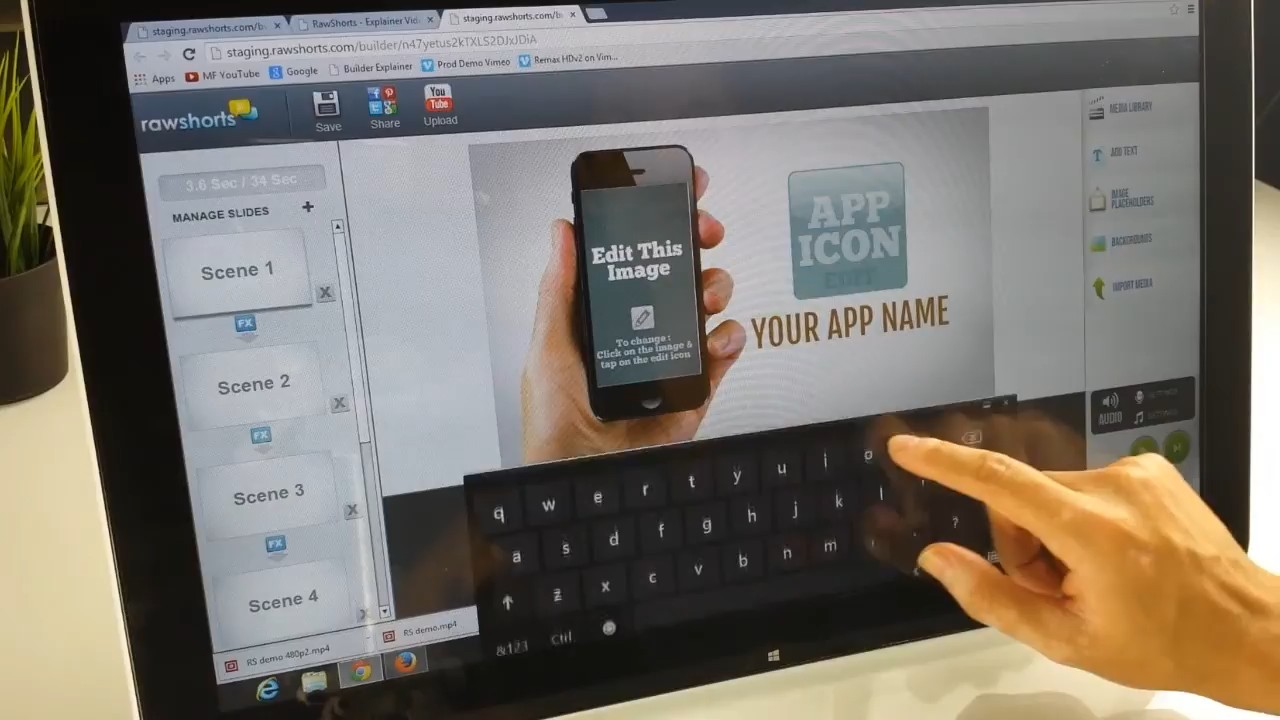 staging.rawshorts.com/b
RawShorts - Explainer Vid
staging.rawshorts.com/b
staging.rawshorts.com/builder/n47yetus2kTXLS2DJxJDiA
Apps
MF YouTube
Google
Builder Explainer
Prod Demo Vimeo
Remax HDv2 on Vim...
rawshorts
Save
Share
You
Tube
Upload
3.6 Sec / 34 Sec
MANAGE SLIDES +
Scene 1
X
FX
Scene 2
X
FX
Scene 3
X
FX
Scene 4
X
Edit This
Image
To change:
Click on the image &
tap on the edit icon
APP
ICON
EDIT
YOUR APP NAME
MEDIA LIBRARY
T ADD TEXT
IMAGE
PLACEHOLDERS
BACKGROUNDS
IMPORT MEDIA
AUDIO
SETTINGS
SETTINGS
q w e r t y u i o
a s d f g h j k l
z x c v b n m ?
&123 Ctrl
RS demo 480p2.mp4
RS demo.mp4